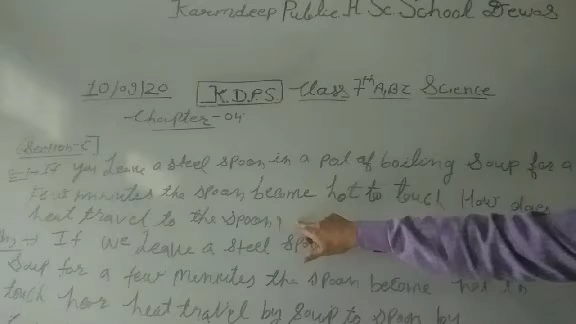 Karmdeep Public H. Sc. School Dewas
10/09/20 K.D.P.S. Class 7th A,B,C Science
Chapter-04
Section-C
If you leave a steel spoon in a pot of boiling soup for a
few minutes the spoon become hot to touch How does
heat travel to the spoon?
Ans → If we leave a steel
Soup for a few minutes the spoon become hot
touch how heat travel by soup to spoon by